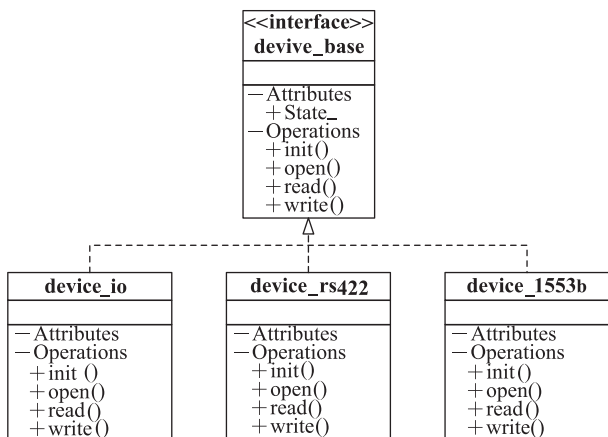 <<interface>>
devive_base
— Attributes
+ State_
— Operations
+ init()
+ open()
+ read()
+ write()
device_io
— Attributes
— Operations
+ init ()
+ open()
+ read()
+ write()
device_rs422
— Attributes
— Operations
+ init()
+ open()
+ read()
+ write()
device_1553b
— Attributes
— Operations
+ init()
+ open()
+ read()
+ write()